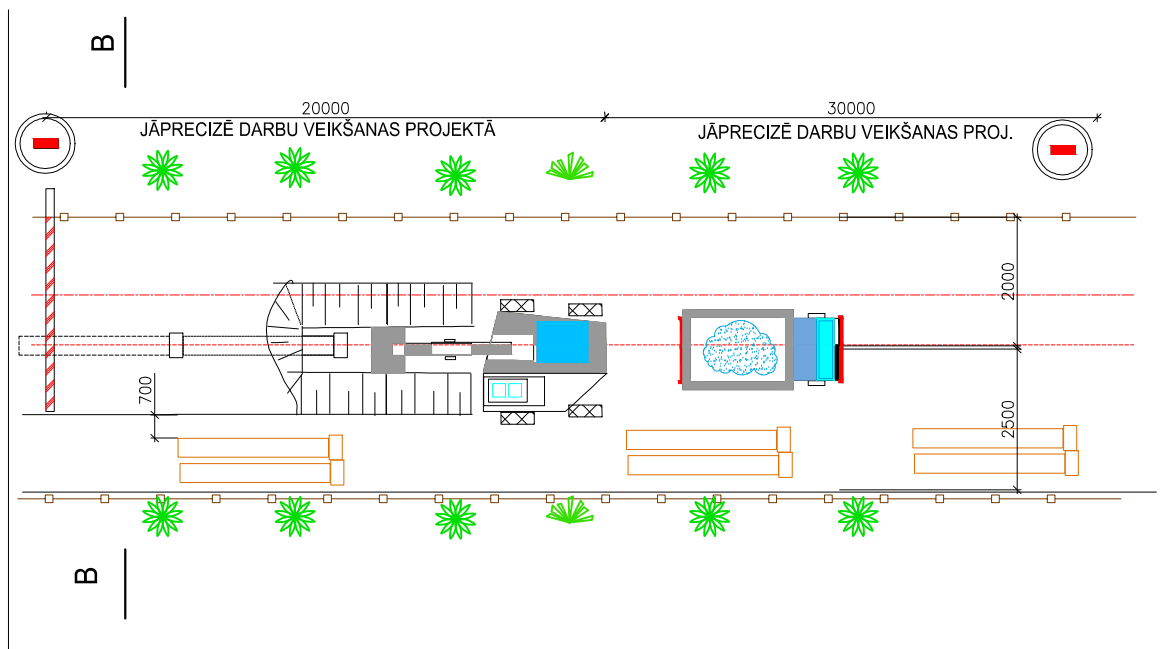 B
20000
30000
JĀPRECIZĒ DARBU VEIKŠANAS PROJEKTĀ
JĀPRECIZĒ DARBU VEIKŠANAS PROJ.
2000
700
2500
B